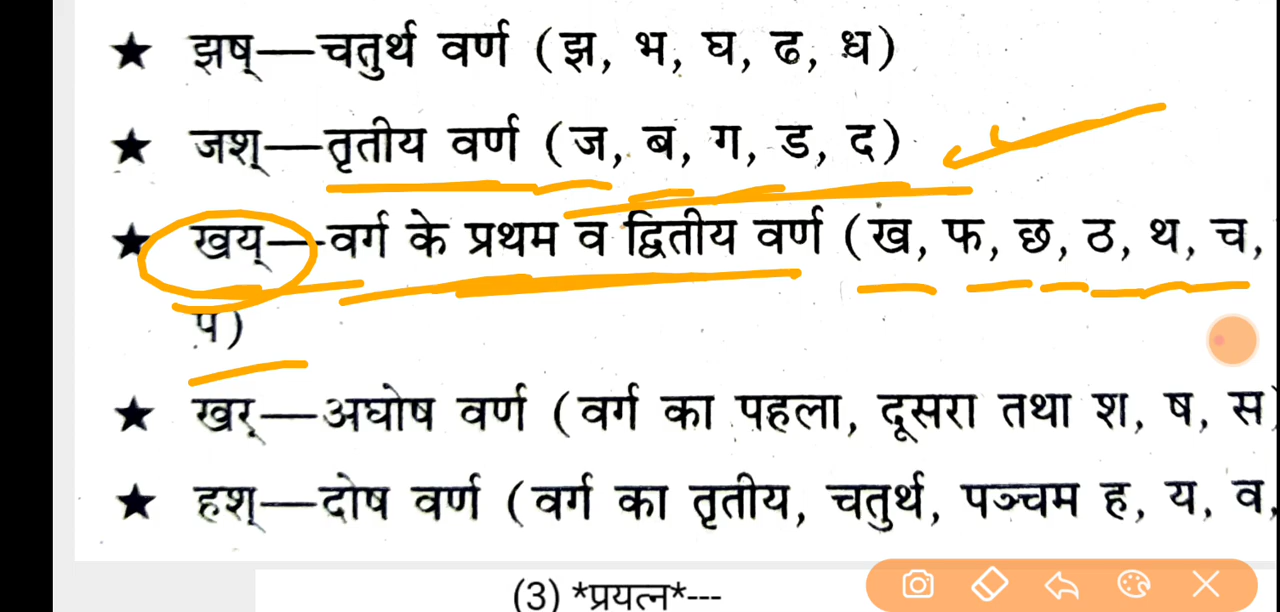 ★ झष्—चतुर्थ वर्ण (झ, भ, घ, ढ, ध)
★ जश्—तृतीय वर्ण (ज, ब, ग, ड, द)
★ खय्—वर्ग के प्रथम व द्वितीय वर्ण (ख, फ, छ, ठ, थ, च,
प)
★ खर्—अघोष वर्ण (वर्ग का पहला, दूसरा तथा श, ष, स)
★ हश्—दोष वर्ण (वर्ग का तृतीय, चतुर्थ, पञ्चम ह, य, व,
(3) *प्रयत्न*---